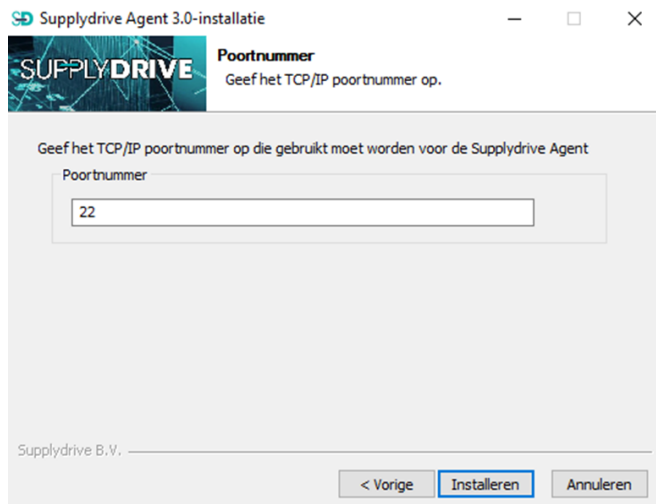 Supplydrive Agent 3.0-installatie
SUPPLYDRIVE
Poortnummer
Geef het TCP/IP poortnummer op.
Geef het TCP/IP poortnummer op die gebruikt moet worden voor de Supplydrive Agent
Poortnummer
22
Supplydrive B.V.
< Vorige
Installeren
Annuleren